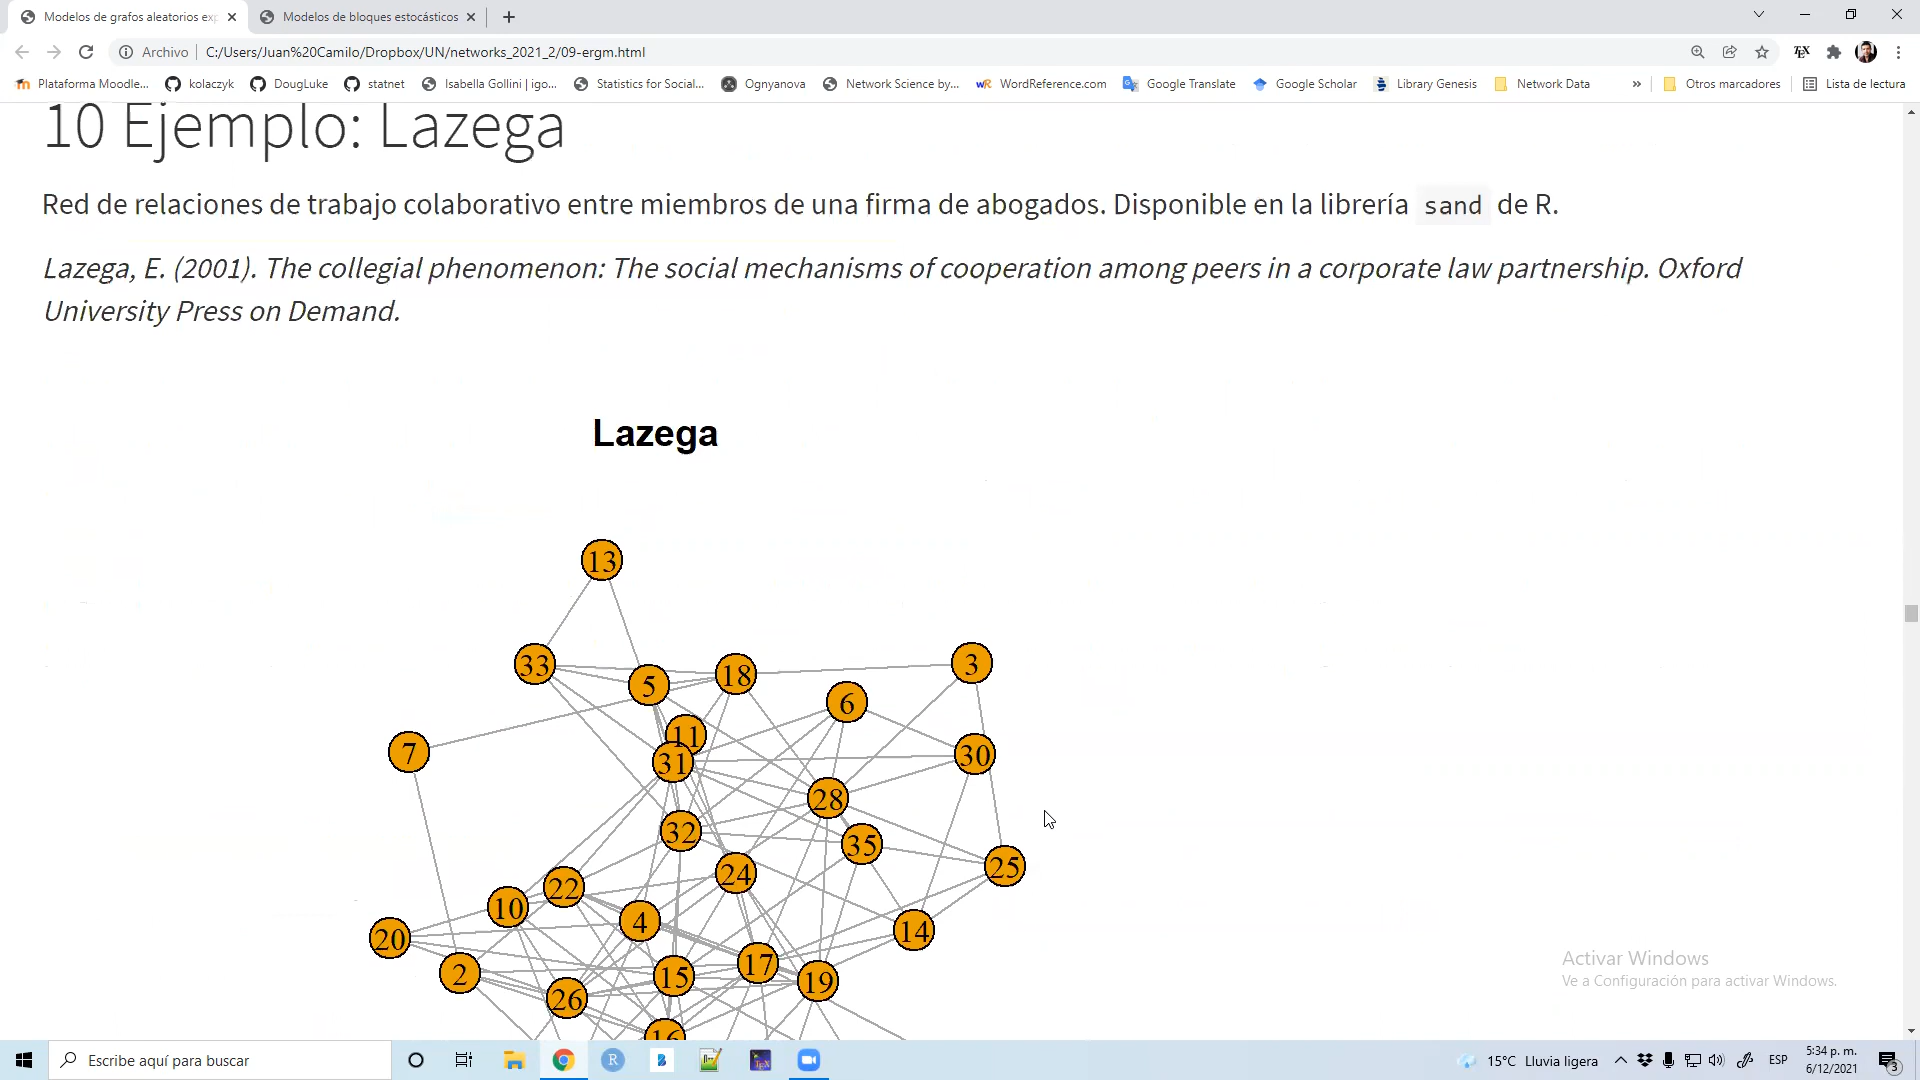 Modelos de grafos aleatorios exp
Modelos de bloques estocásticos
Archivo
C:/Users/Juan%20Camilo/Dropbox/UN/networks_2021_2/09-ergm.html
Plataforma Moodle...
kolaczyk
DougLuke
statnet
Isabella Gollini | igo...
Statistics for Social...
Ognyanova
Network Science by...
WordReference.com
Google Translate
Google Scholar
Library Genesis
Network Data
»
Otros marcadores
Lista de lectura
10 Ejemplo: Lazega
Red de relaciones de trabajo colaborativo entre miembros de una firma de abogados. Disponible en la librería sand de R.
Lazega, E. (2001). The collegial phenomenon: The social mechanisms of cooperation among peers in a corporate law partnership. Oxford
University Press on Demand.
Lazega
13
33
5
18
3
6
11
7
31
30
28
32
35
24
25
22
10
4
20
14
2
15
17
19
26
16
Activar Windows
Ve a Configuración para activar Windows.
Escribe aquí para buscar
15°C Lluvia ligera
ESP
5:34 p. m.
6/12/2021
3